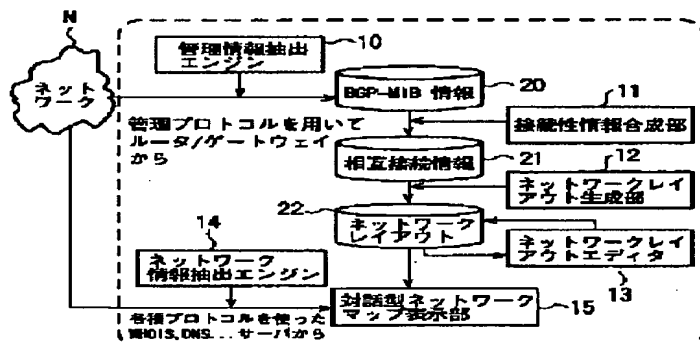 N
ネット
ワーク
管理情報抽出
エンジン
10
BGP-MIB 情報
20
11
接続性情報合成部
管理プロトコルを用いて
ルータ/ゲートウェイ
から
相互接続情報
21
12
ネットワークレイ
アウト生成部
22
ネットワーク
レイアウト
14
ネットワーク
情報抽出エンジン
ネットワークレイ
アウトエディタ
13
各種プロトコルを使った
WHOIS,DNS...サーバから
対話型ネットワーク
マップ表示部
15